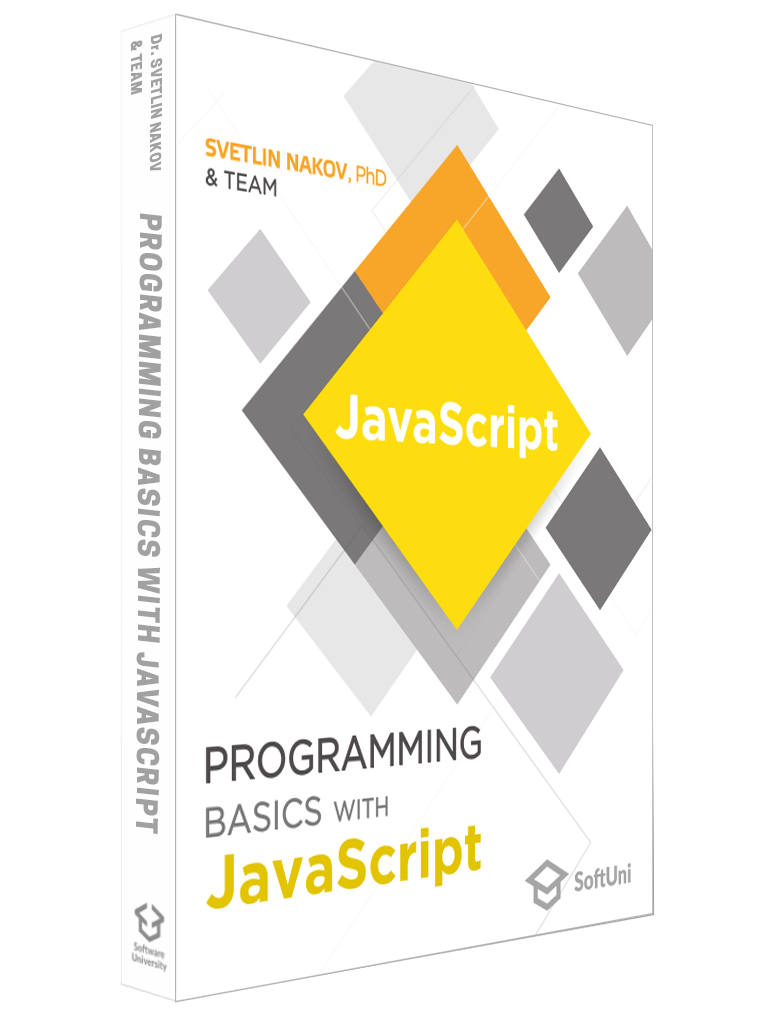 Dr. SVETLIN NAKOV
& TEAM
PROGRAMMING BASICS WITH JAVASCRIPT
Software
University
SVETLIN NAKOV, PhD
& TEAM
JavaScript
PROGRAMMING
BASICS WITH
JavaScript
SoftUni